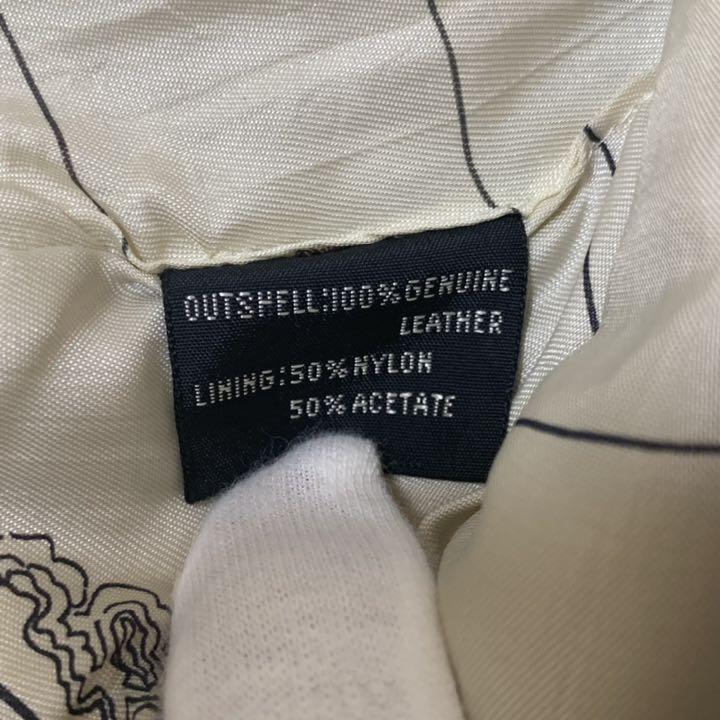 OUTSHELL:100%GENUINE
LEATHER
LINING:50%NYLON
50%ACETATE